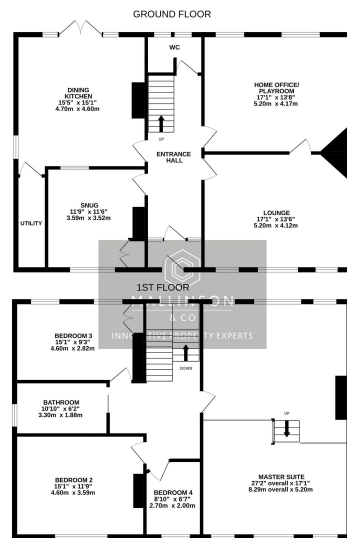 GROUND FLOOR
WC
DINING
KITCHEN
15'5" x 15'1"
4.70m x 4.60m
HOME OFFICE/
PLAYROOM
17'1" x 13'8"
5.20m x 4.17m
UP
ENTRANCE
HALL
SNUG
11'9" x 11'6"
3.59m x 3.52m
UTILITY
LOUNGE
17'1" x 13'6"
5.20m x 4.12m
1ST FLOOR
MALLINSON
& CO
INNOVATIVE PROPERTY EXPERTS
BEDROOM 3
15'1" x 9'3"
4.60m x 2.82m
DOWN
BATHROOM
10'10" x 6'2"
3.30m x 1.88m
UP
BEDROOM 2
15'1" x 11'9"
4.60m x 3.59m
BEDROOM 4
8'10" x 6'7"
2.70m x 2.00m
MASTER SUITE
27'2" overall x 17'1"
8.29m overall x 5.20m